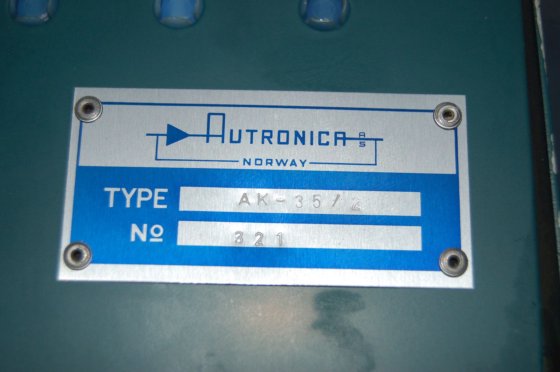 AUTRONICA AS
NORWAY
TYPE AK-35/2
No 321